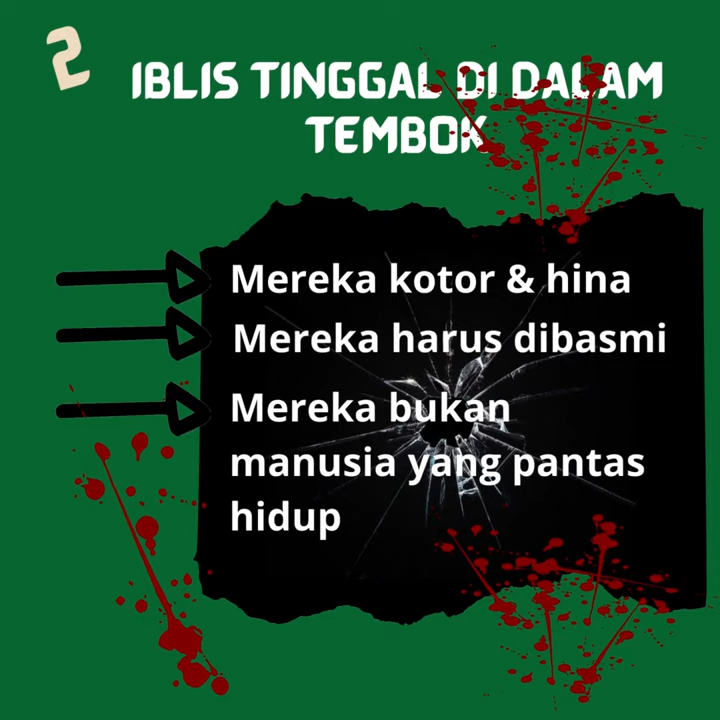 2
IBLIS TINGGAL DI DALAM
TEMBOK
Mereka kotor & hina
Mereka harus dibasmi
Mereka bukan
manusia yang pantas
hidup